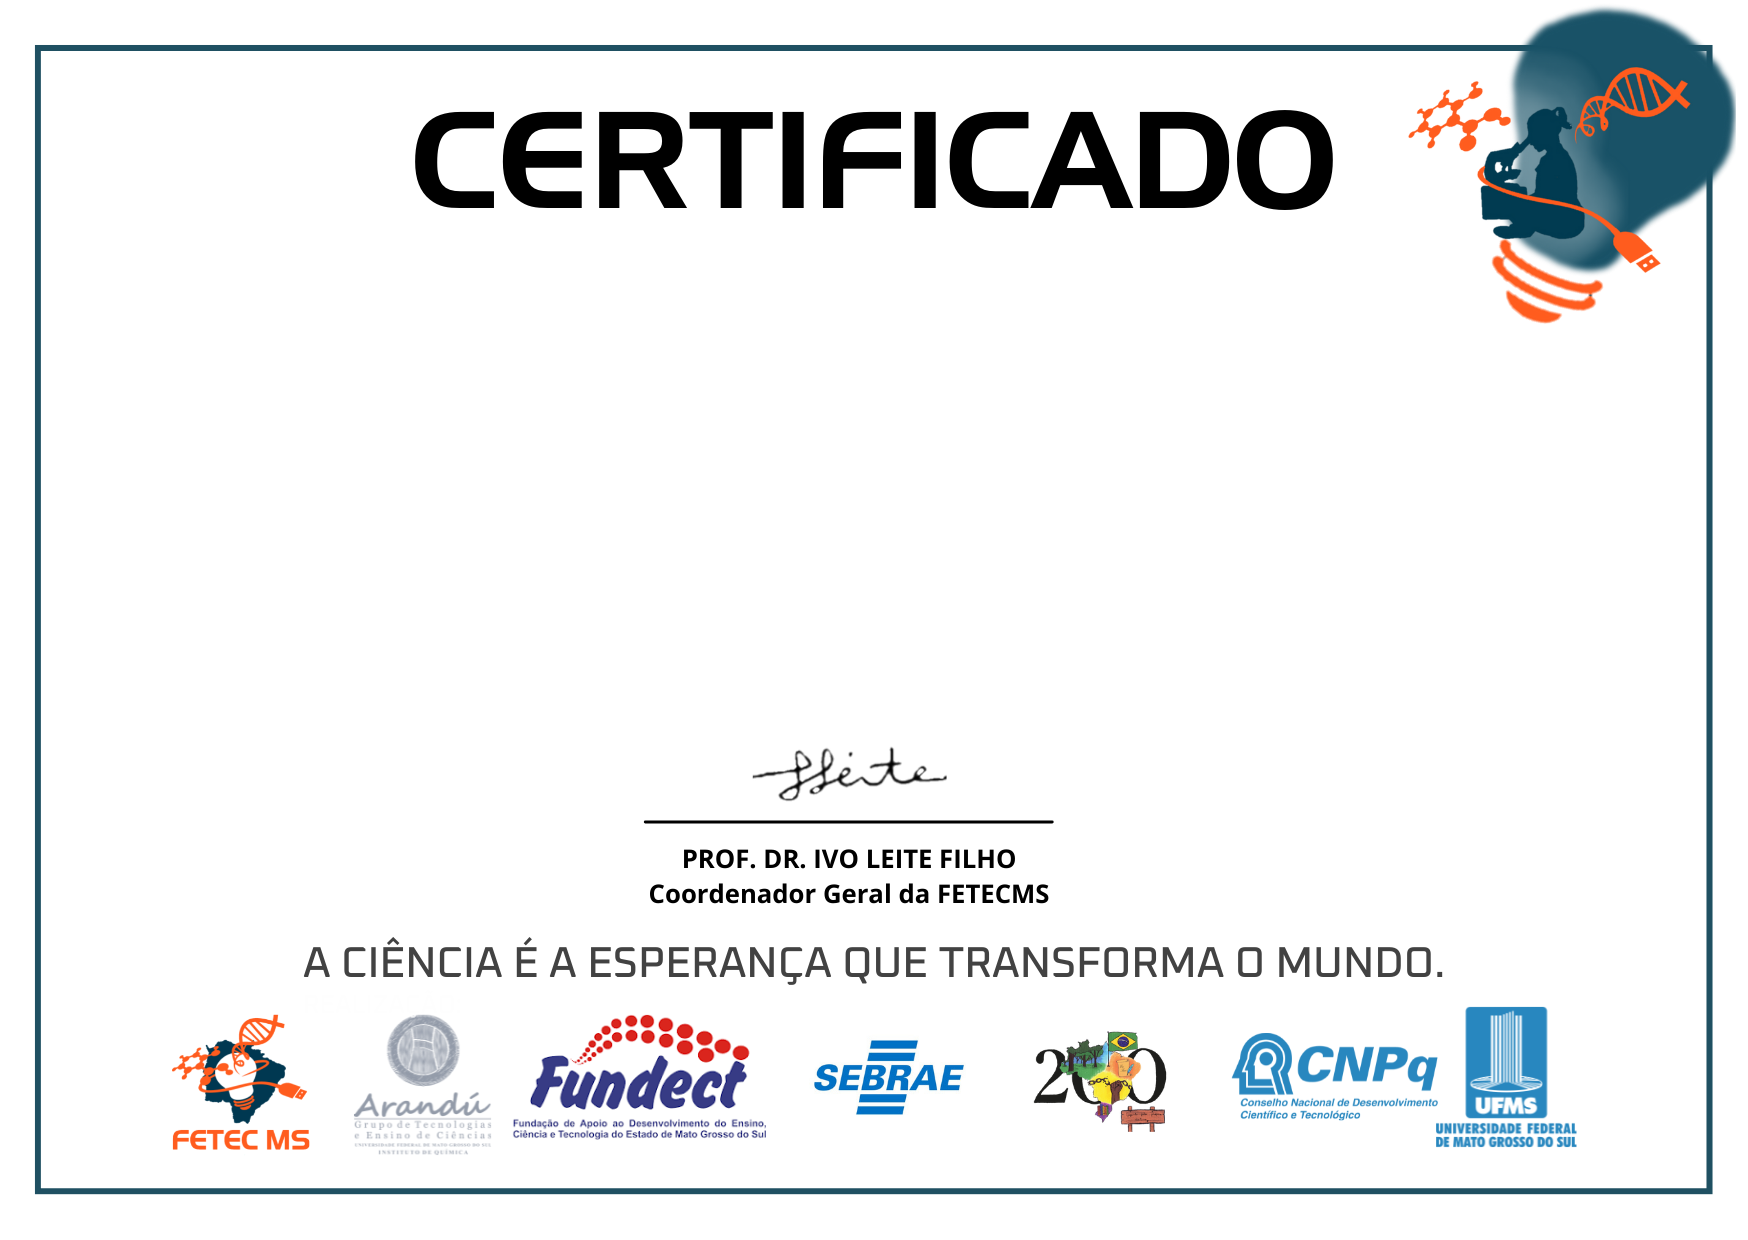 CERTIFICADO
PROF. DR. IVO LEITE FILHO
Coordenador Geral da FETECMS
A CIÊNCIA É A ESPERANÇA QUE TRANSFORMA O MUNDO.
FETEC MS
Arandú
Grupo de Tecnologias
e Ensino de Ciências
UNIVERSIDADE FEDERAL DE MATO GROSSO DO SUL
INSTITUTO DE QUÍMICA
Fundect
Fundação de Apoio ao Desenvolvimento do Ensino,
Ciência e Tecnologia do Estado de Mato Grosso do Sul
SEBRAE
200
CNPq
Conselho Nacional de Desenvolvimento
Científico e Tecnológico
UFMS
UNIVERSIDADE FEDERAL
DE MATO GROSSO DO SUL